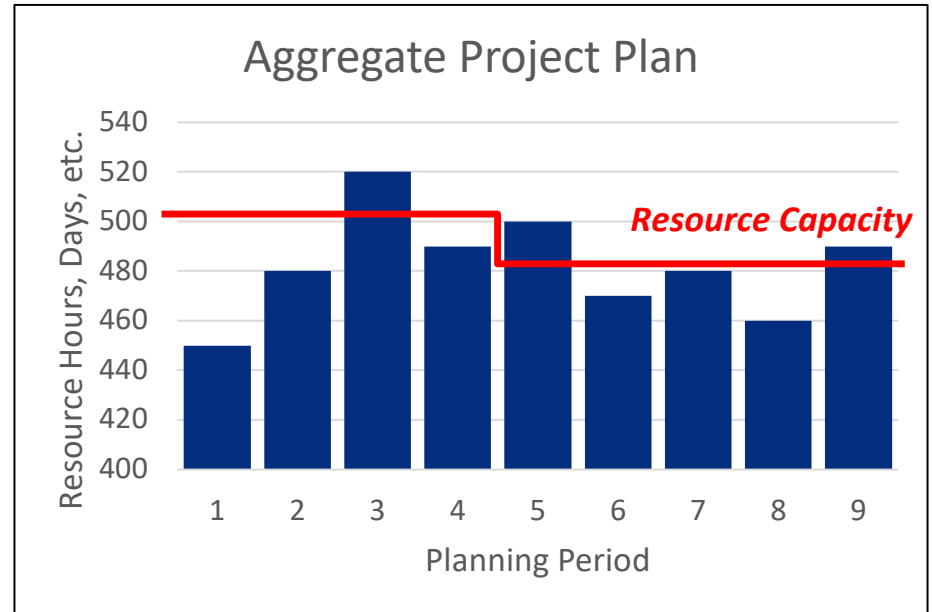 Aggregate Project Plan
Resource Hours, Days, etc.
540
520
500
480
460
440
420
400
Resource Capacity
1 2 3 4 5 6 7 8 9
Planning Period